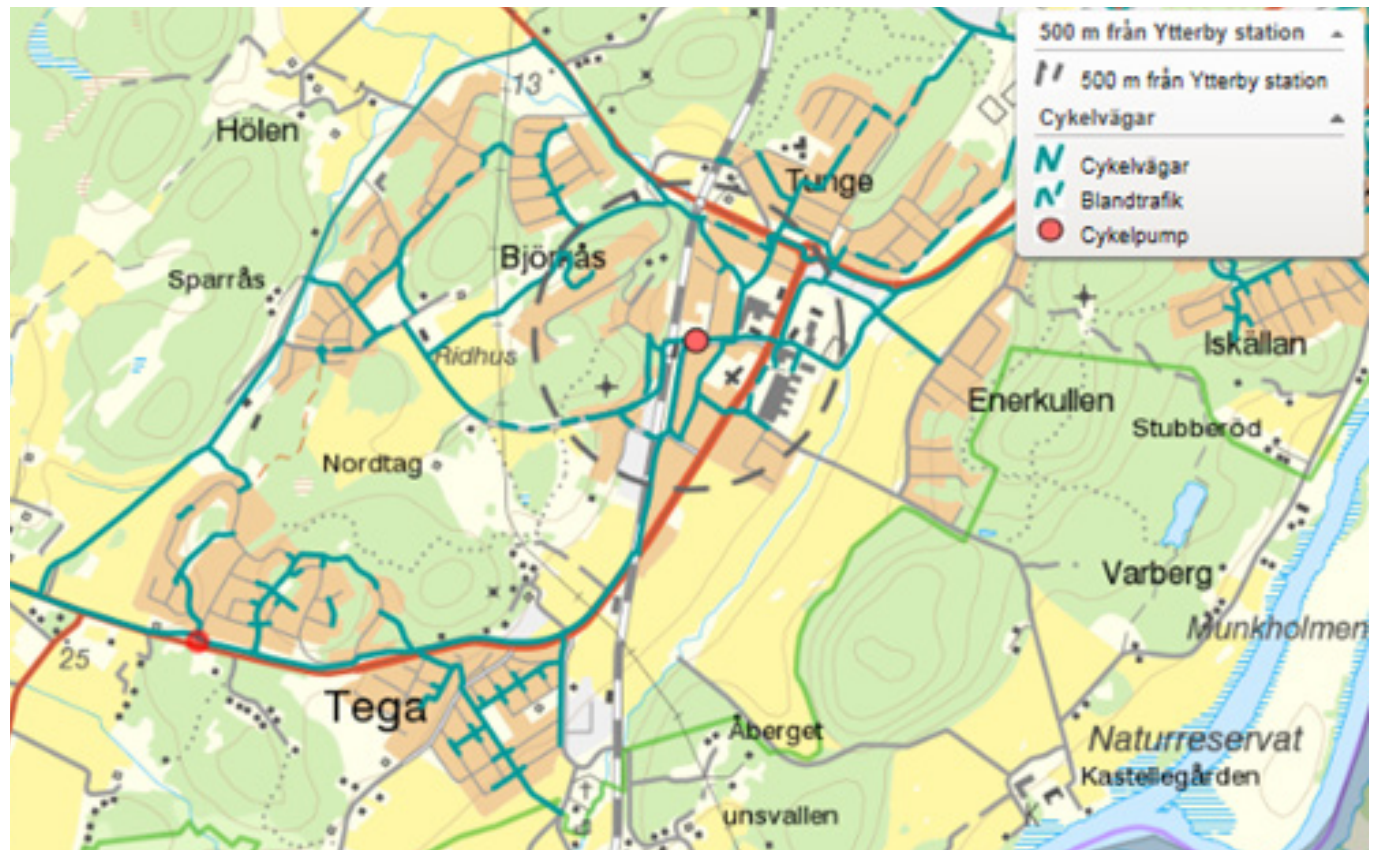 500 m från Ytterby station
500 m från Ytterby station
Cykelvägar
Cykelvägar
Blandtrafik
Cykelpump
13
Hölen
Tunge
Björnås
Sparrås
Ridhus
Iskällan
Enerkullen
Stubberöd
Nordtag
Varberg
Munkholmen
25
Tega
Åberget
Naturreservat
Kastellegården
K
unsvallen